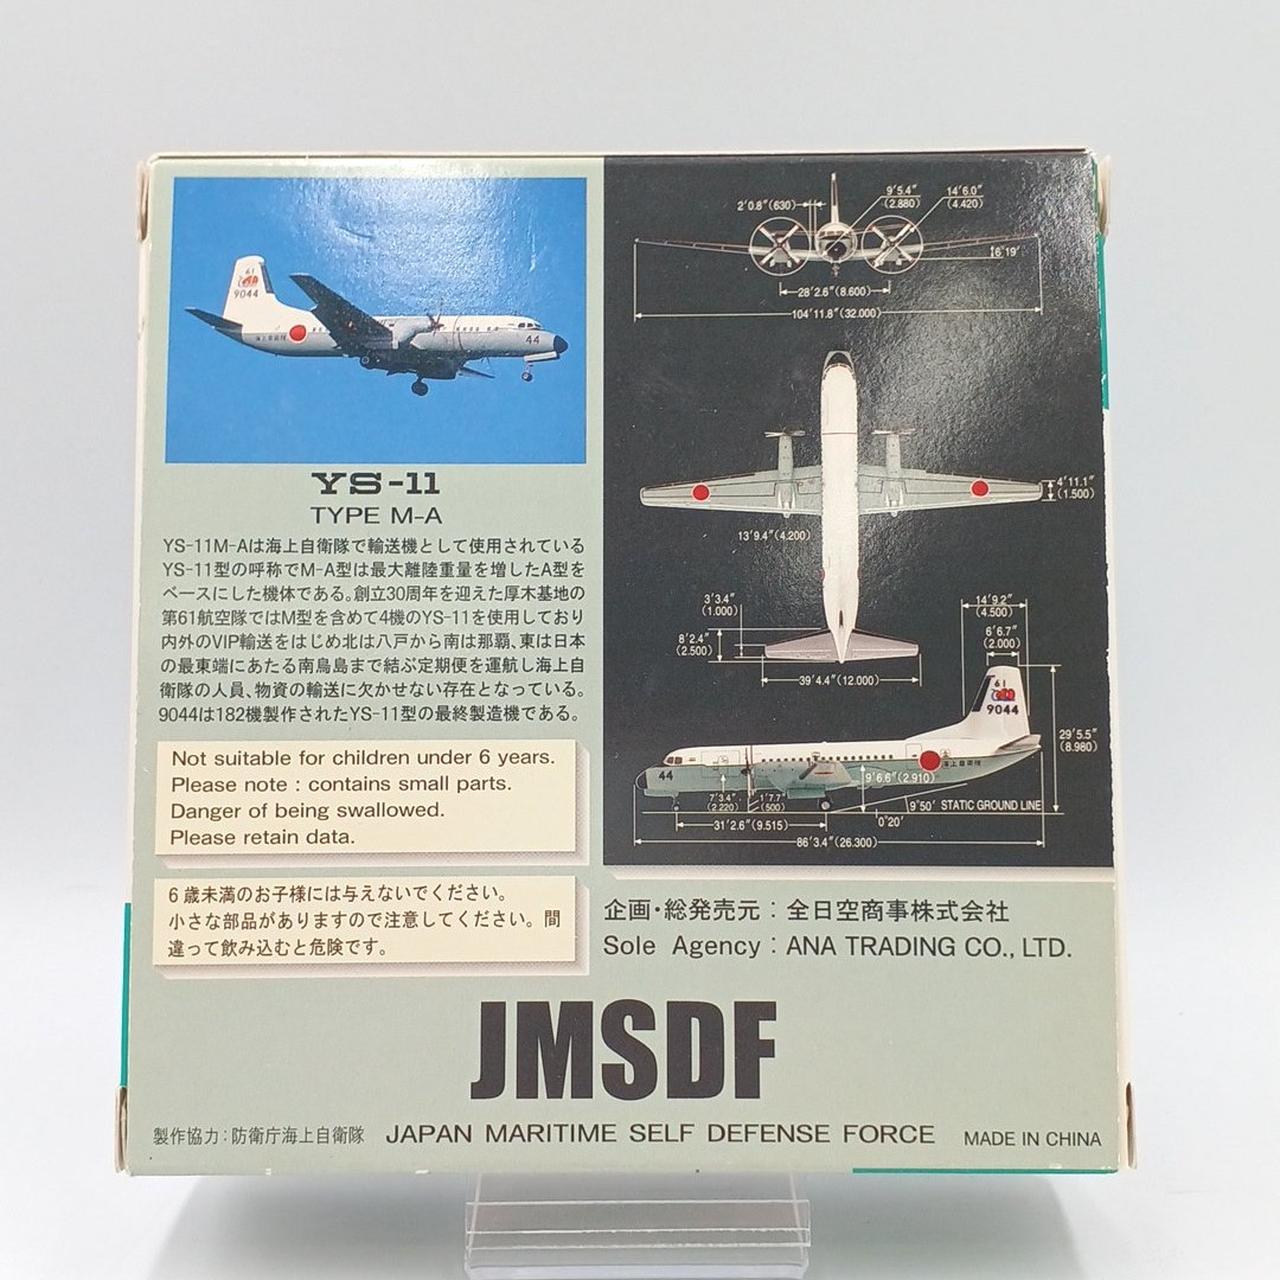 61
9044
海上自衛隊
44
YS-11
TYPE M-A
YS-11M-Aは海上自衛隊で輸送機として使用されている
YS-11型の呼称でM-A型は最大離陸重量を増したA型を
ベースにした機体である。創立30周年を迎えた厚木基地の
第61航空隊ではM型を含めて4機のYS-11を使用しており
内外のVIP輸送をはじめ北は八戸から南は那覇、東は日本
の最東端にあたる南鳥島まで結ぶ定期便を運航し海上自
衛隊の人員、物資の輸送に欠かせない存在となっている。
9044は182機製作されたYS-11型の最終製造機である。
Not suitable for children under 6 years.
Please note : contains small parts.
Danger of being swallowed.
Please retain data.
6歳未満のお子様には与えないでください。
小さな部品がありますので注意してください。間
違って飲み込むと危険です。
2'0.8"(630)
9'5.4"
(2.880)
14'6.0"
(4.420)
6°19'
28'2.6"(8.600)
104'11.8"(32.000)
4'11.1"
(1.500)
13'9.4"(4.200)
3'3.4"
(1.000)
8'2.4"
(2.500)
39'4.4"(12.000)
14'9.2"
(4.500)
6'6.7"
(2.000)
61
9044
29'5.5"
(8.980)
44
海上自衛隊
9'6.6"(2.910)
7'3.4"
(2.220)
1'7.7"
(500)
9°50' STATIC GROUND LINE
0°20'
31'2.6"(9.515)
86'3.4"(26.300)
企画・総発売元：全日空商事株式会社
Sole Agency : ANA TRADING CO., LTD.
JMSDF
製作協力：防衛庁海上自衛隊 JAPAN MARITIME SELF DEFENSE FORCE MADE IN CHINA